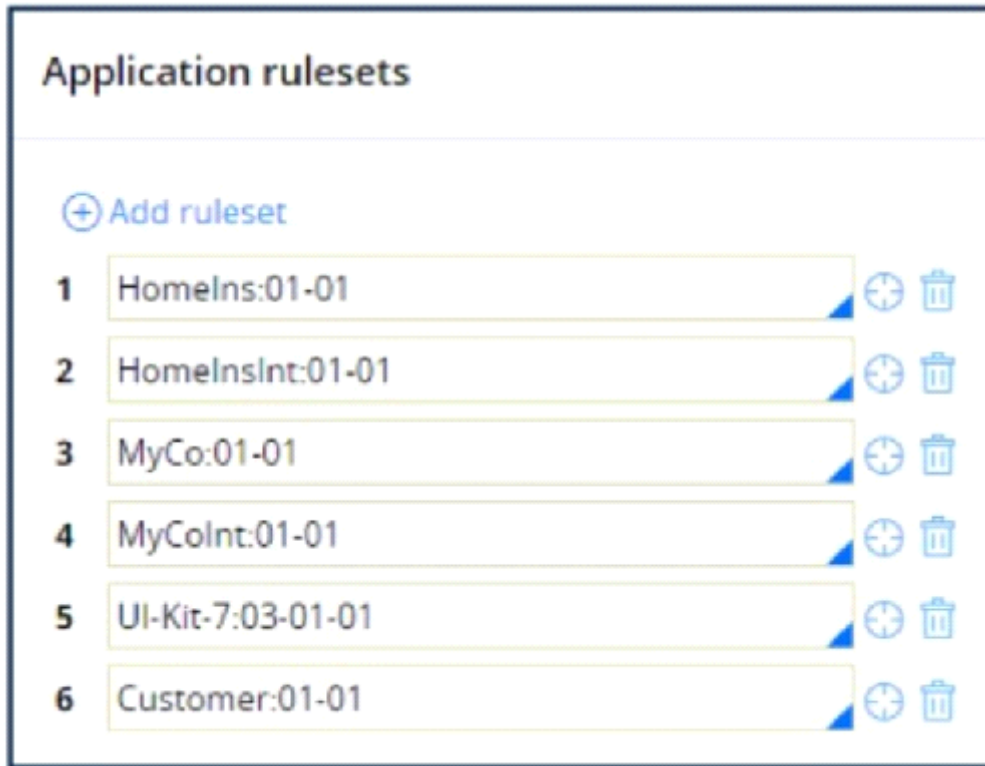 Application rulesets
Add ruleset
1 HomeIns:01-01
2 HomeInsInt:01-01
3 MyCo:01-01
4 MyCoInt:01-01
5 UI-Kit-7:03-01-01
6 Customer:01-01